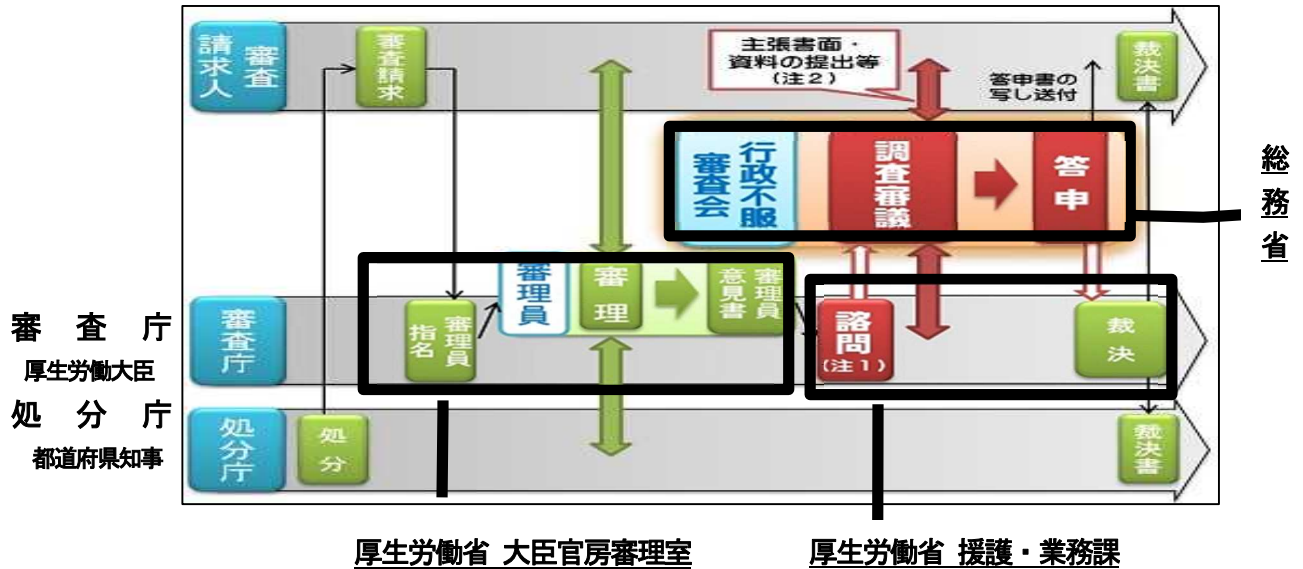 審査請求人
審査請求
主張書面・
資料の提出等
(注2)
答申書の
写し送付
裁決書
行政不服審査会
調査審議
答申
総務省
審査庁
厚生労働大臣
審査庁
審理員指名
審理員
審理
審理員意見書
諮問
(注1)
裁決
処分庁
都道府県知事
処分庁
処分
裁決書
厚生労働省 大臣官房審理室
厚生労働省 援護・業務課